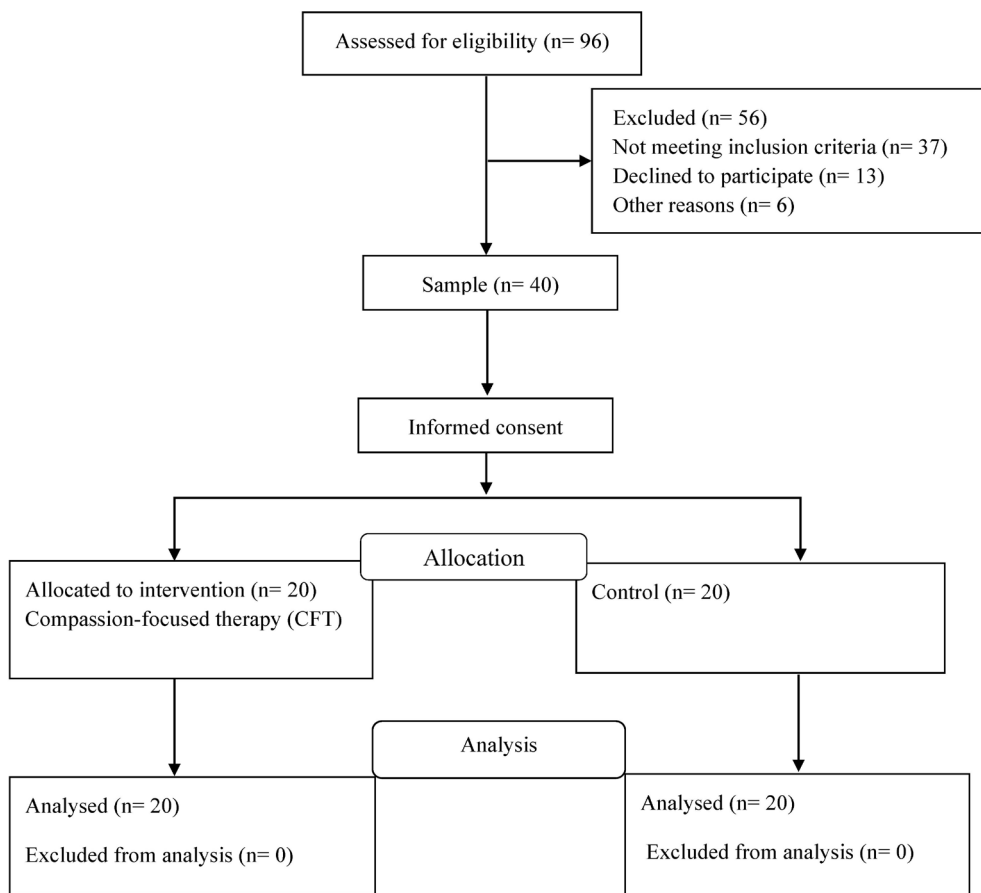 Assessed for eligibility (n= 96)
Excluded (n= 56)
Not meeting inclusion criteria (n= 37)
Declined to participate (n= 13)
Other reasons (n= 6)
Sample (n= 40)
Informed consent
Allocation
Allocated to intervention (n= 20)
Compassion-focused therapy (CFT)
Control (n= 20)
Analysis
Analysed (n= 20)
Excluded from analysis (n= 0)
Analysed (n= 20)
Excluded from analysis (n= 0)